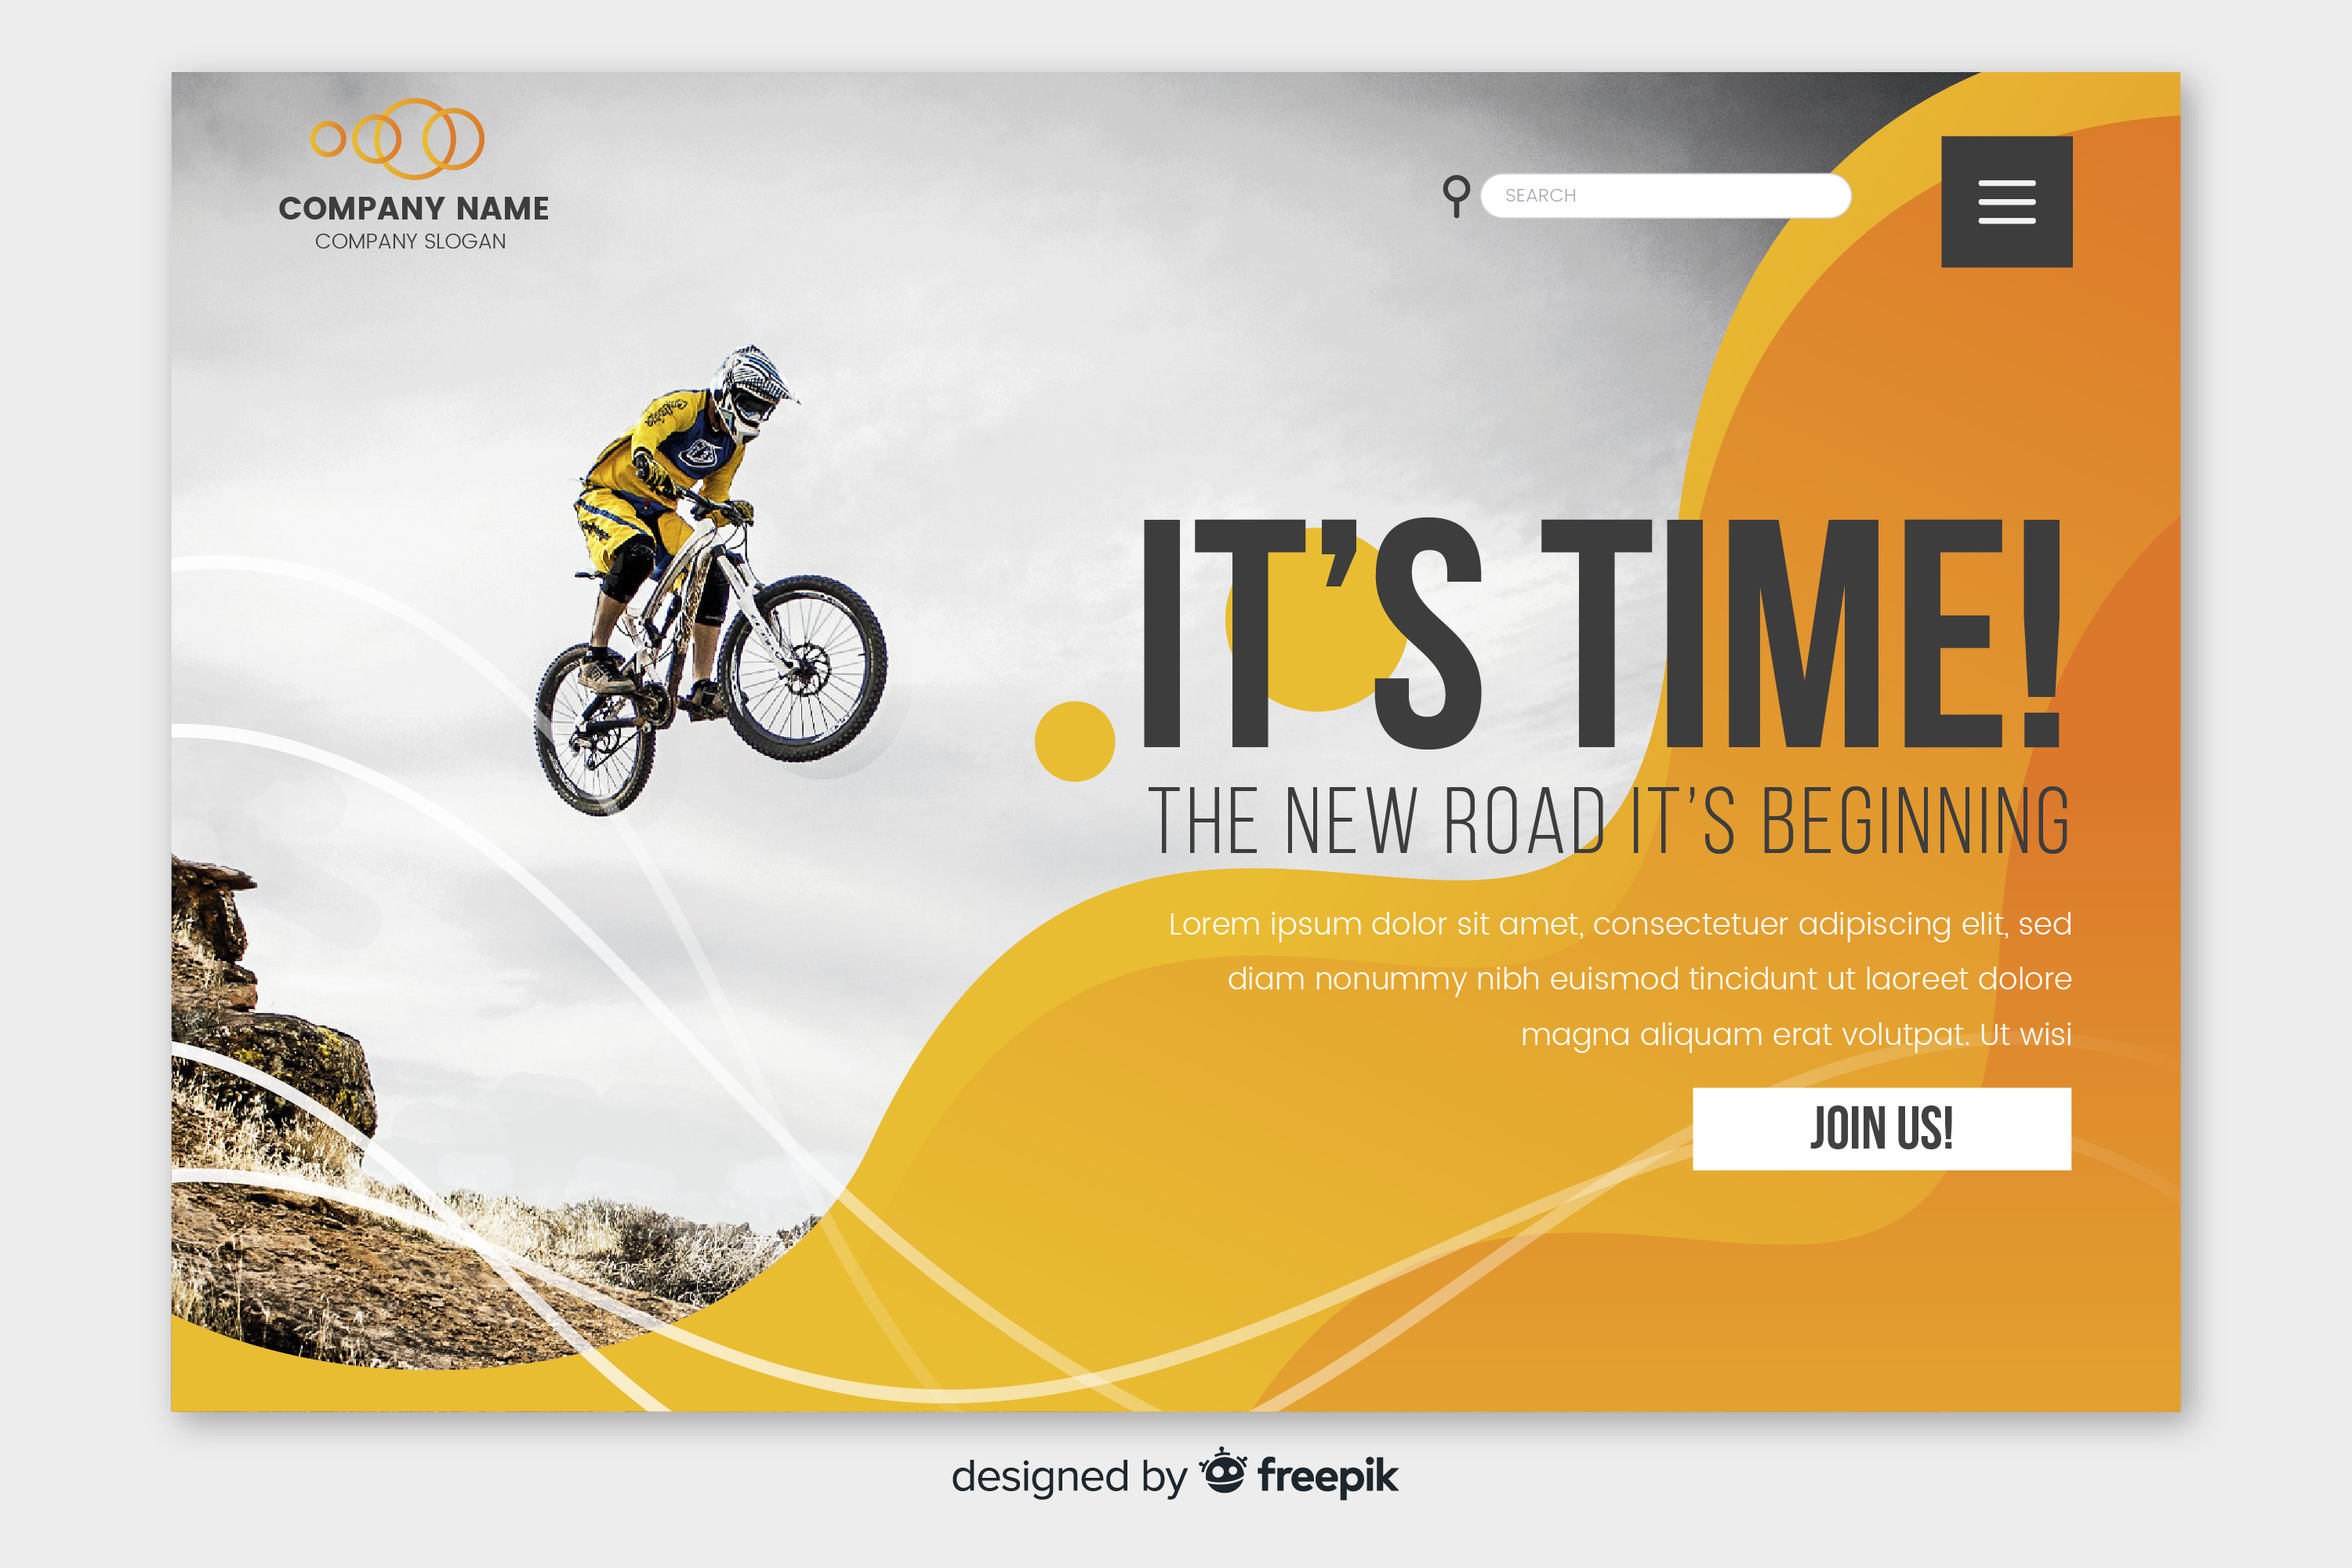 COMPANY NAME
COMPANY SLOGAN
SEARCH
IT’S TIME!
THE NEW ROAD IT’S BEGINNING
Lorem ipsum dolor sit amet, consectetuer adipiscing elit, sed
diam nonummy nibh euismod tincidunt ut laoreet dolore
magna aliquam erat volutpat. Ut wisi
JOIN US!
designed by freepik